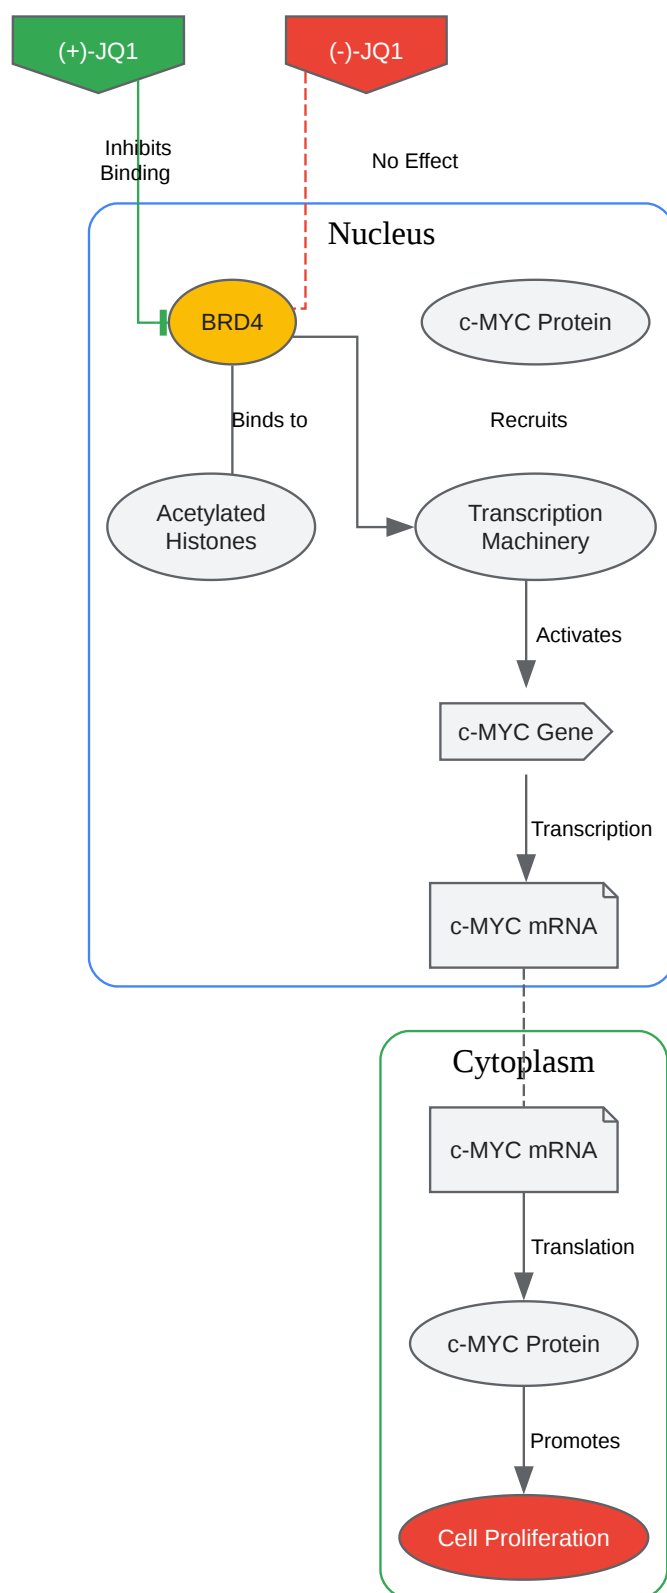 (+)-JQ1
(-)-JQ1
Inhibits
Binding
No Effect
Nucleus
BRD4
c-MYC Protein
Binds to
Recruits
Acetylated
Histones
Transcription
Machinery
Activates
c-MYC Gene
Transcription
c-MYC mRNA
Cytoplasm
c-MYC mRNA
Translation
c-MYC Protein
Promotes
Cell Proliferation